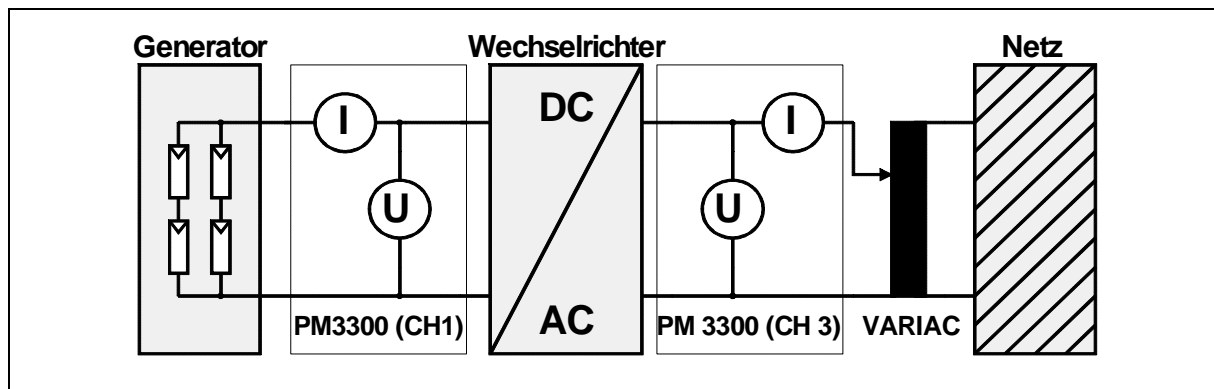 Generator
Wechselrichter
Netz
I
DC
I
U
U
PM3300 (CH1)
AC
PM 3300 (CH 3)
VARIAC